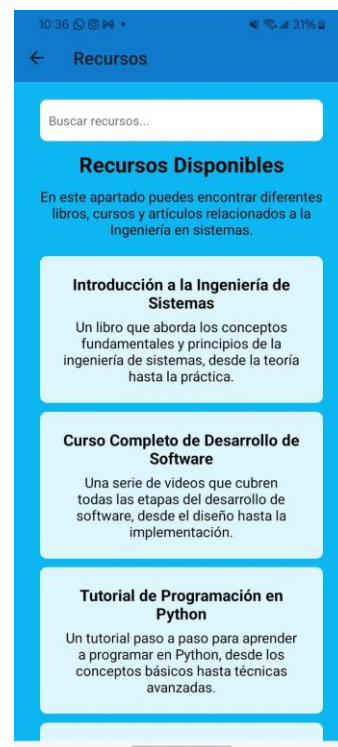 10:36
31%
Recursos
Buscar recursos...
Recursos Disponibles
En este apartado puedes encontrar diferentes
libros, cursos y artículos relacionados a la
Ingeniería en sistemas.
Introducción a la Ingeniería de
Sistemas
Un libro que aborda los conceptos
fundamentales y principios de la
ingeniería de sistemas, desde la teoría
hasta la práctica.
Curso Completo de Desarrollo de
Software
Una serie de videos que cubren
todas las etapas del desarrollo de
software, desde el diseño hasta la
implementación.
Tutorial de Programación en
Python
Un tutorial paso a paso para aprender
a programar en Python, desde los
conceptos básicos hasta técnicas
avanzadas.